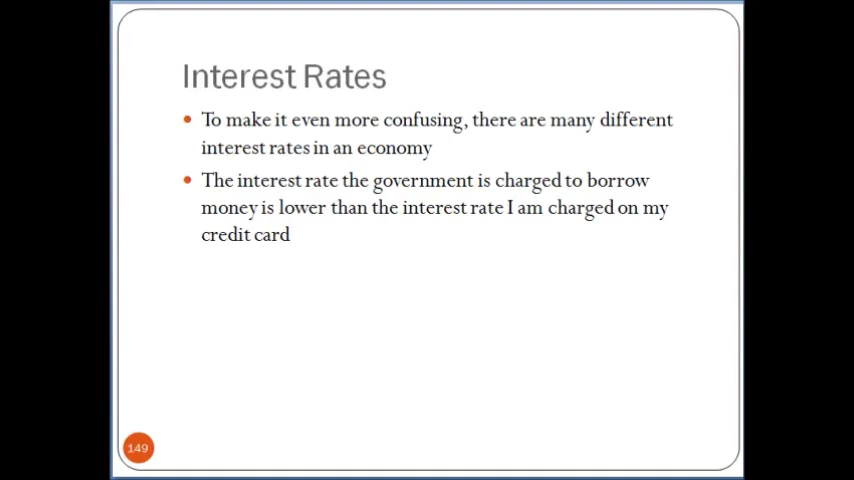 Interest Rates
To make it even more confusing, there are many different
interest rates in an economy
The interest rate the government is charged to borrow
money is lower than the interest rate I am charged on my
credit card
149